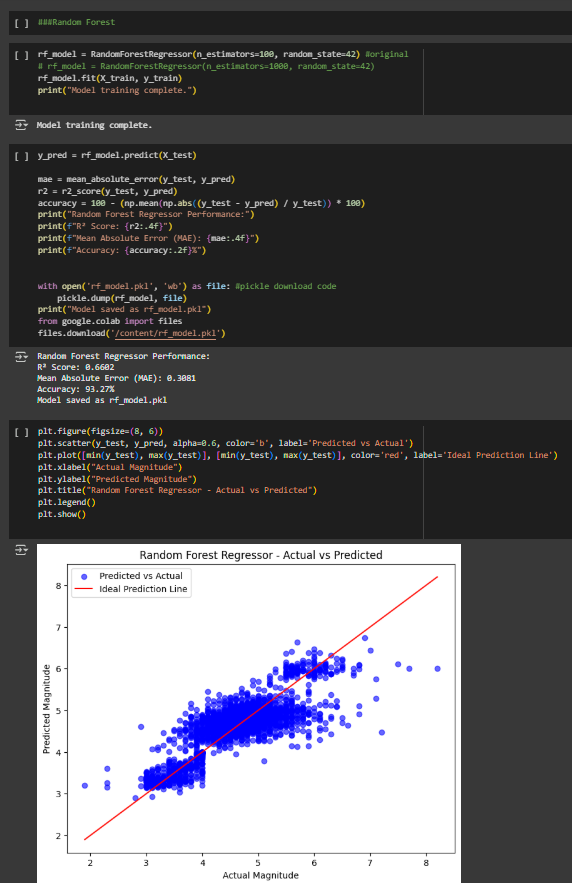 [ ] ###Random Forest
[ ] rf_model = RandomForestRegressor(n_estimators=100, random_state=42) #original
# rf_model = RandomForestRegressor(n_estimators=1000, random_state=42)
rf_model.fit(X_train, y_train)
print("Model training complete.")
Model training complete.
[ ] y_pred = rf_model.predict(X_test)
mae = mean_absolute_error(y_test, y_pred)
r2 = r2_score(y_test, y_pred)
accuracy = 100 - (np.mean(np.abs((y_test - y_pred) / y_test)) * 100)
print("Random Forest Regressor Performance:")
print(f"R² Score: {r2:.4f}")
print(f"Mean Absolute Error (MAE): {mae:.4f}")
print(f"Accuracy: {accuracy:.2f}%")
with open('rf_model.pkl', 'wb') as file: #pickle download code
pickle.dump(rf_model, file)
print("Model saved as rf_model.pkl")
from google.colab import files
files.download('/content/rf_model.pkl')
Random Forest Regressor Performance:
R² Score: 0.6602
Mean Absolute Error (MAE): 0.3081
Accuracy: 93.27%
Model saved as rf_model.pkl
[ ] plt.figure(figsize=(8, 6))
plt.scatter(y_test, y_pred, alpha=0.6, color='b', label='Predicted vs Actual')
plt.plot([min(y_test), max(y_test)], [min(y_test), max(y_test)], color='red', label='Ideal Prediction Line')
plt.xlabel("Actual Magnitude")
plt.ylabel("Predicted Magnitude")
plt.title("Random Forest Regressor - Actual vs Predicted")
plt.legend()
plt.show()
Random Forest Regressor - Actual vs Predicted
Predicted vs Actual
Ideal Prediction Line
8
7
6
5
4
3
2
Predicted Magnitude
2 3 4 5 6 7 8
Actual Magnitude